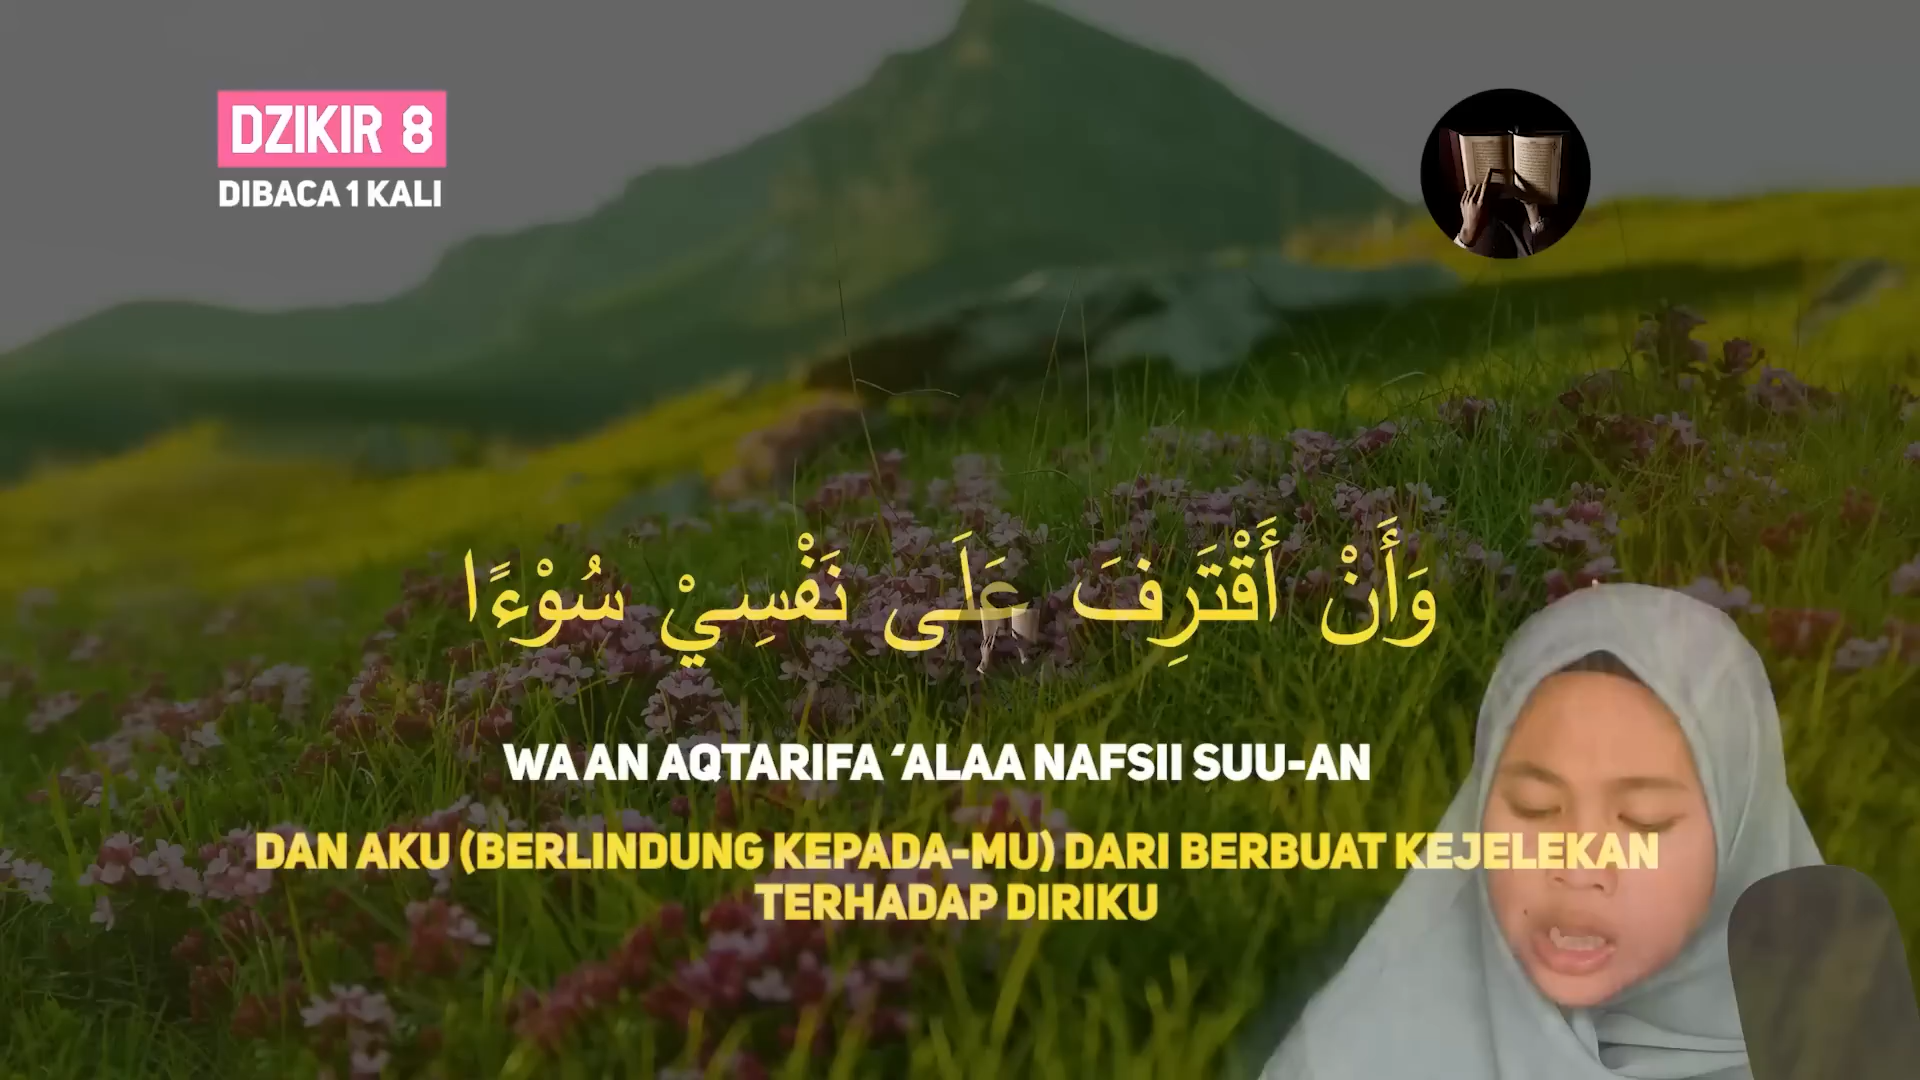 DZIKIR 8
DIBACA 1 KALI
وَأَنْ أَقْتَرِفَ عَلَى نَفْسِيْ سُوْءًا
WA AN AQTARIFA ‘ALAA NAFSII SUU-AN
DAN AKU (BERLINDUNG KEPADA-MU) DARI BERBUAT KEJELEKAN
TERHADAP DIRIKU